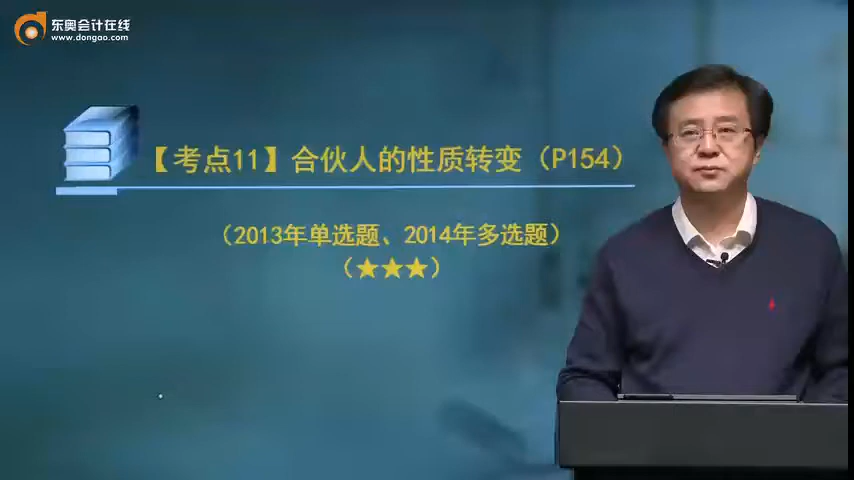 东奥会计在线
www.dongao.com
【考点11】合伙人的性质转变（P154）
（2013年单选题、2014年多选题）
（★★★）